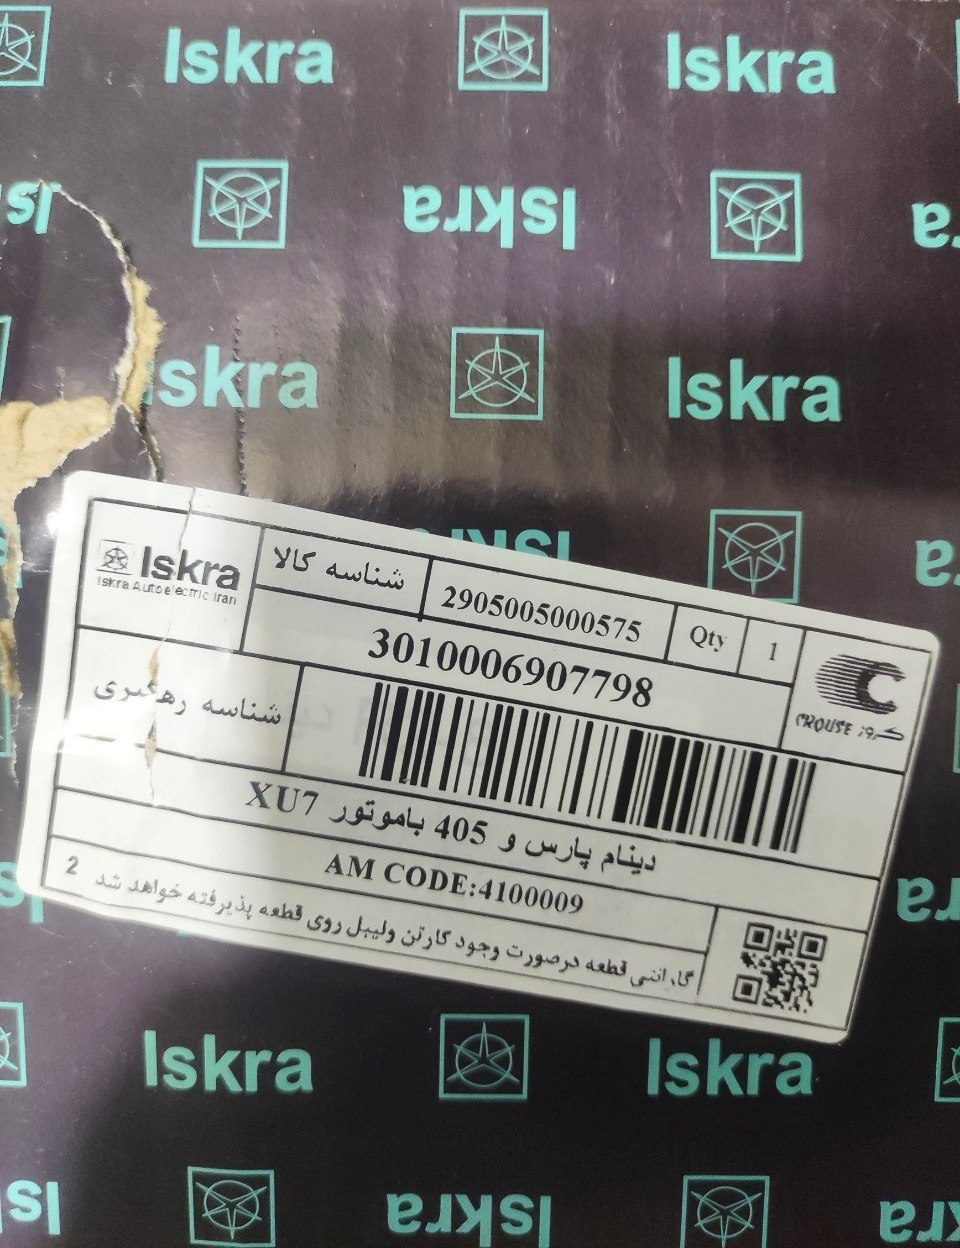 Iskra Iskra
Iskra
Iskra Iskra
Iskra
Iskra Auto electric Iran
شناسه کالا
2905005000575
Qty
1
3010006907798
CROUSE کروز
شناسه رهگیری
دینام پارس و 405 باموتور XU7
AM CODE:4100009
گارانتی قطعه درصورت وجود کارتن ولیبل روی قطعه پذیرفته خواهد شد 2
Iskra Iskra
Iskra